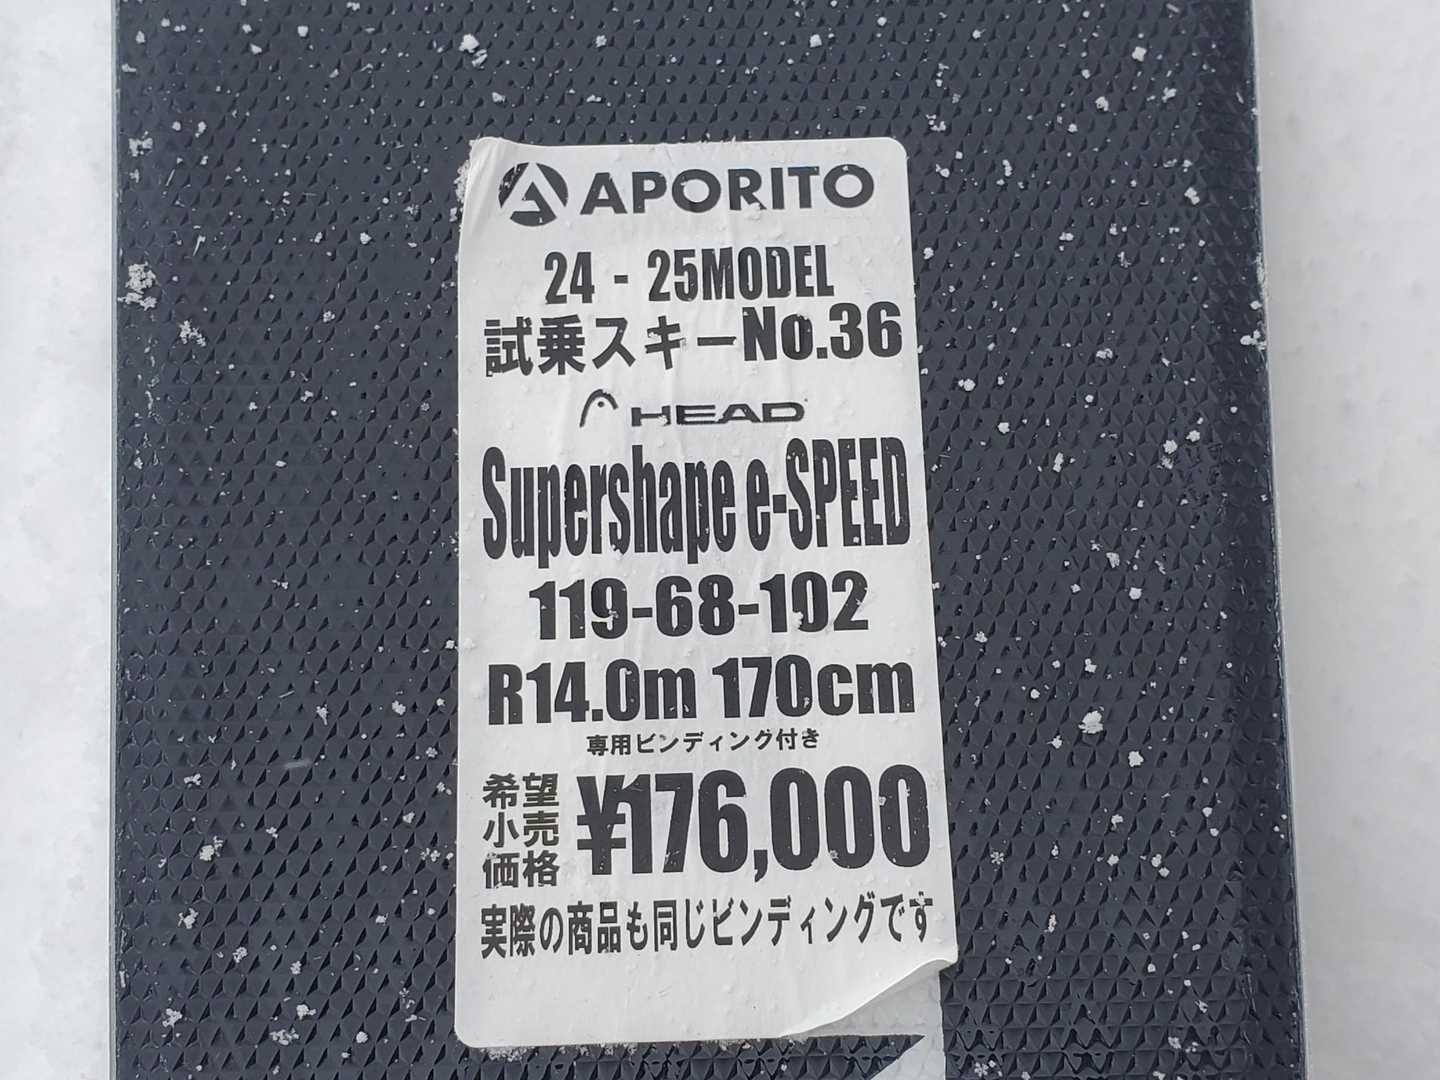 APORITO
24 - 25MODEL
試乗スキーNo.36
HEAD
Supershape e-SPEED
119-68-102
R14.0m 170cm
専用ビンディング付き
希望小売価格 ¥176,000
実際の商品も同じビンディングです